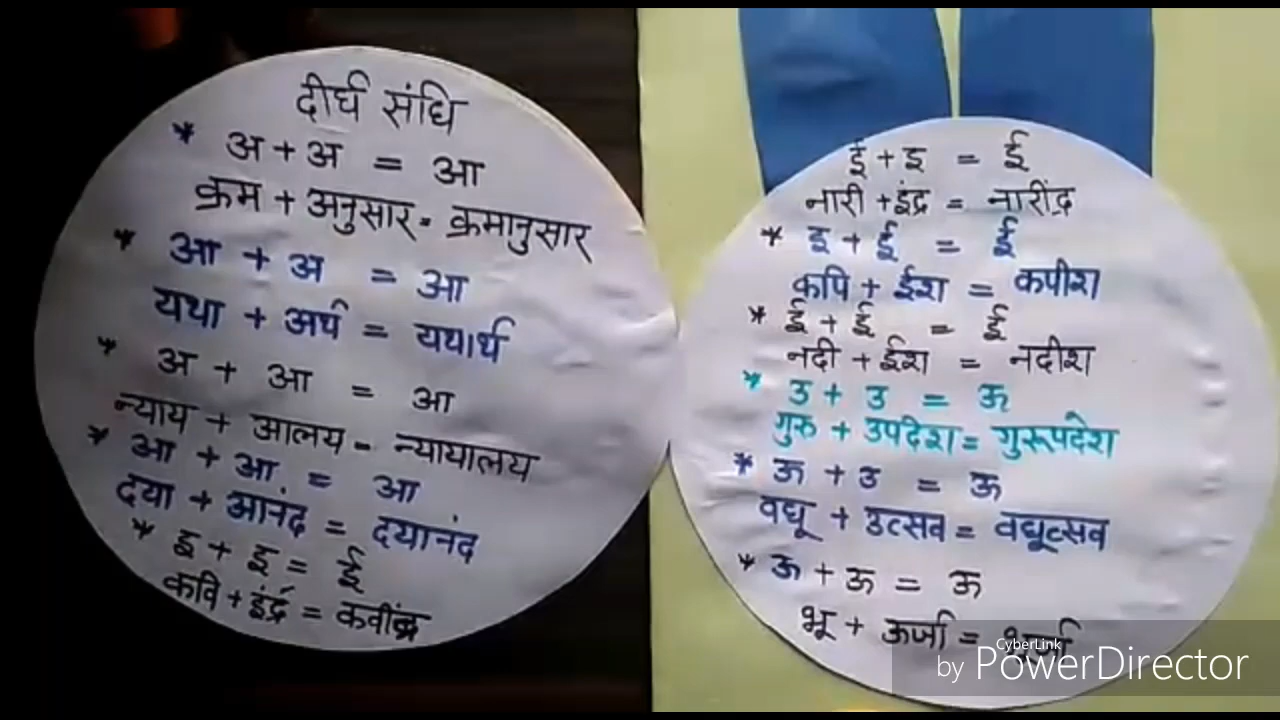 दीर्घ संधि
* अ + अ = आ
क्रम + अनुसार = क्रमानुसार
* आ + अ = आ
यथा + अर्थ = यथार्थ
* अ + आ = आ
न्याय + आलय = न्यायालय
* आ + आ = आ
दया + आनंद = दयानंद
* इ + इ = ई
कवि + इंद्र = कवींद्र
ई + इ = ई
नारी + इंद्र = नारींद्र
* इ + ई = ई
कपि + ईश = कपीश
* ई + ई = ई
नदी + ईश = नदीश
* उ + उ = ऊ
गुरु + उपदेश = गुरूपदेश
* ऊ + उ = ऊ
वधू + उत्सव = वधूत्सव
* ऊ + ऊ = ऊ
भू + ऊर्जा = भूर्जा
CyberLink
by PowerDirector